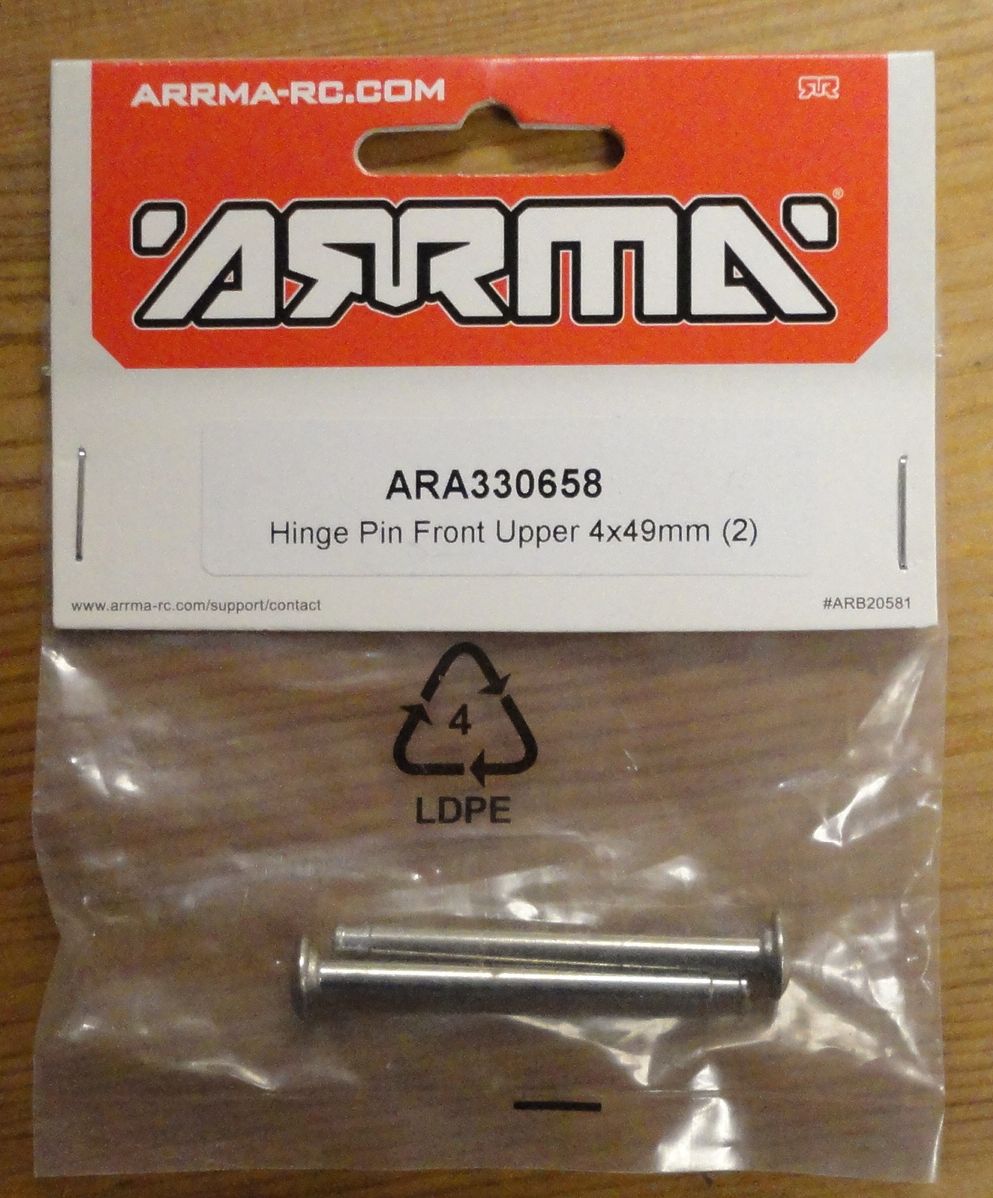 ARRMA-RC.COM
ARRMA®
ARA330658
Hinge Pin Front Upper 4x49mm (2)
www.arrma-rc.com/support/contact
#ARB20581
4
LDPE